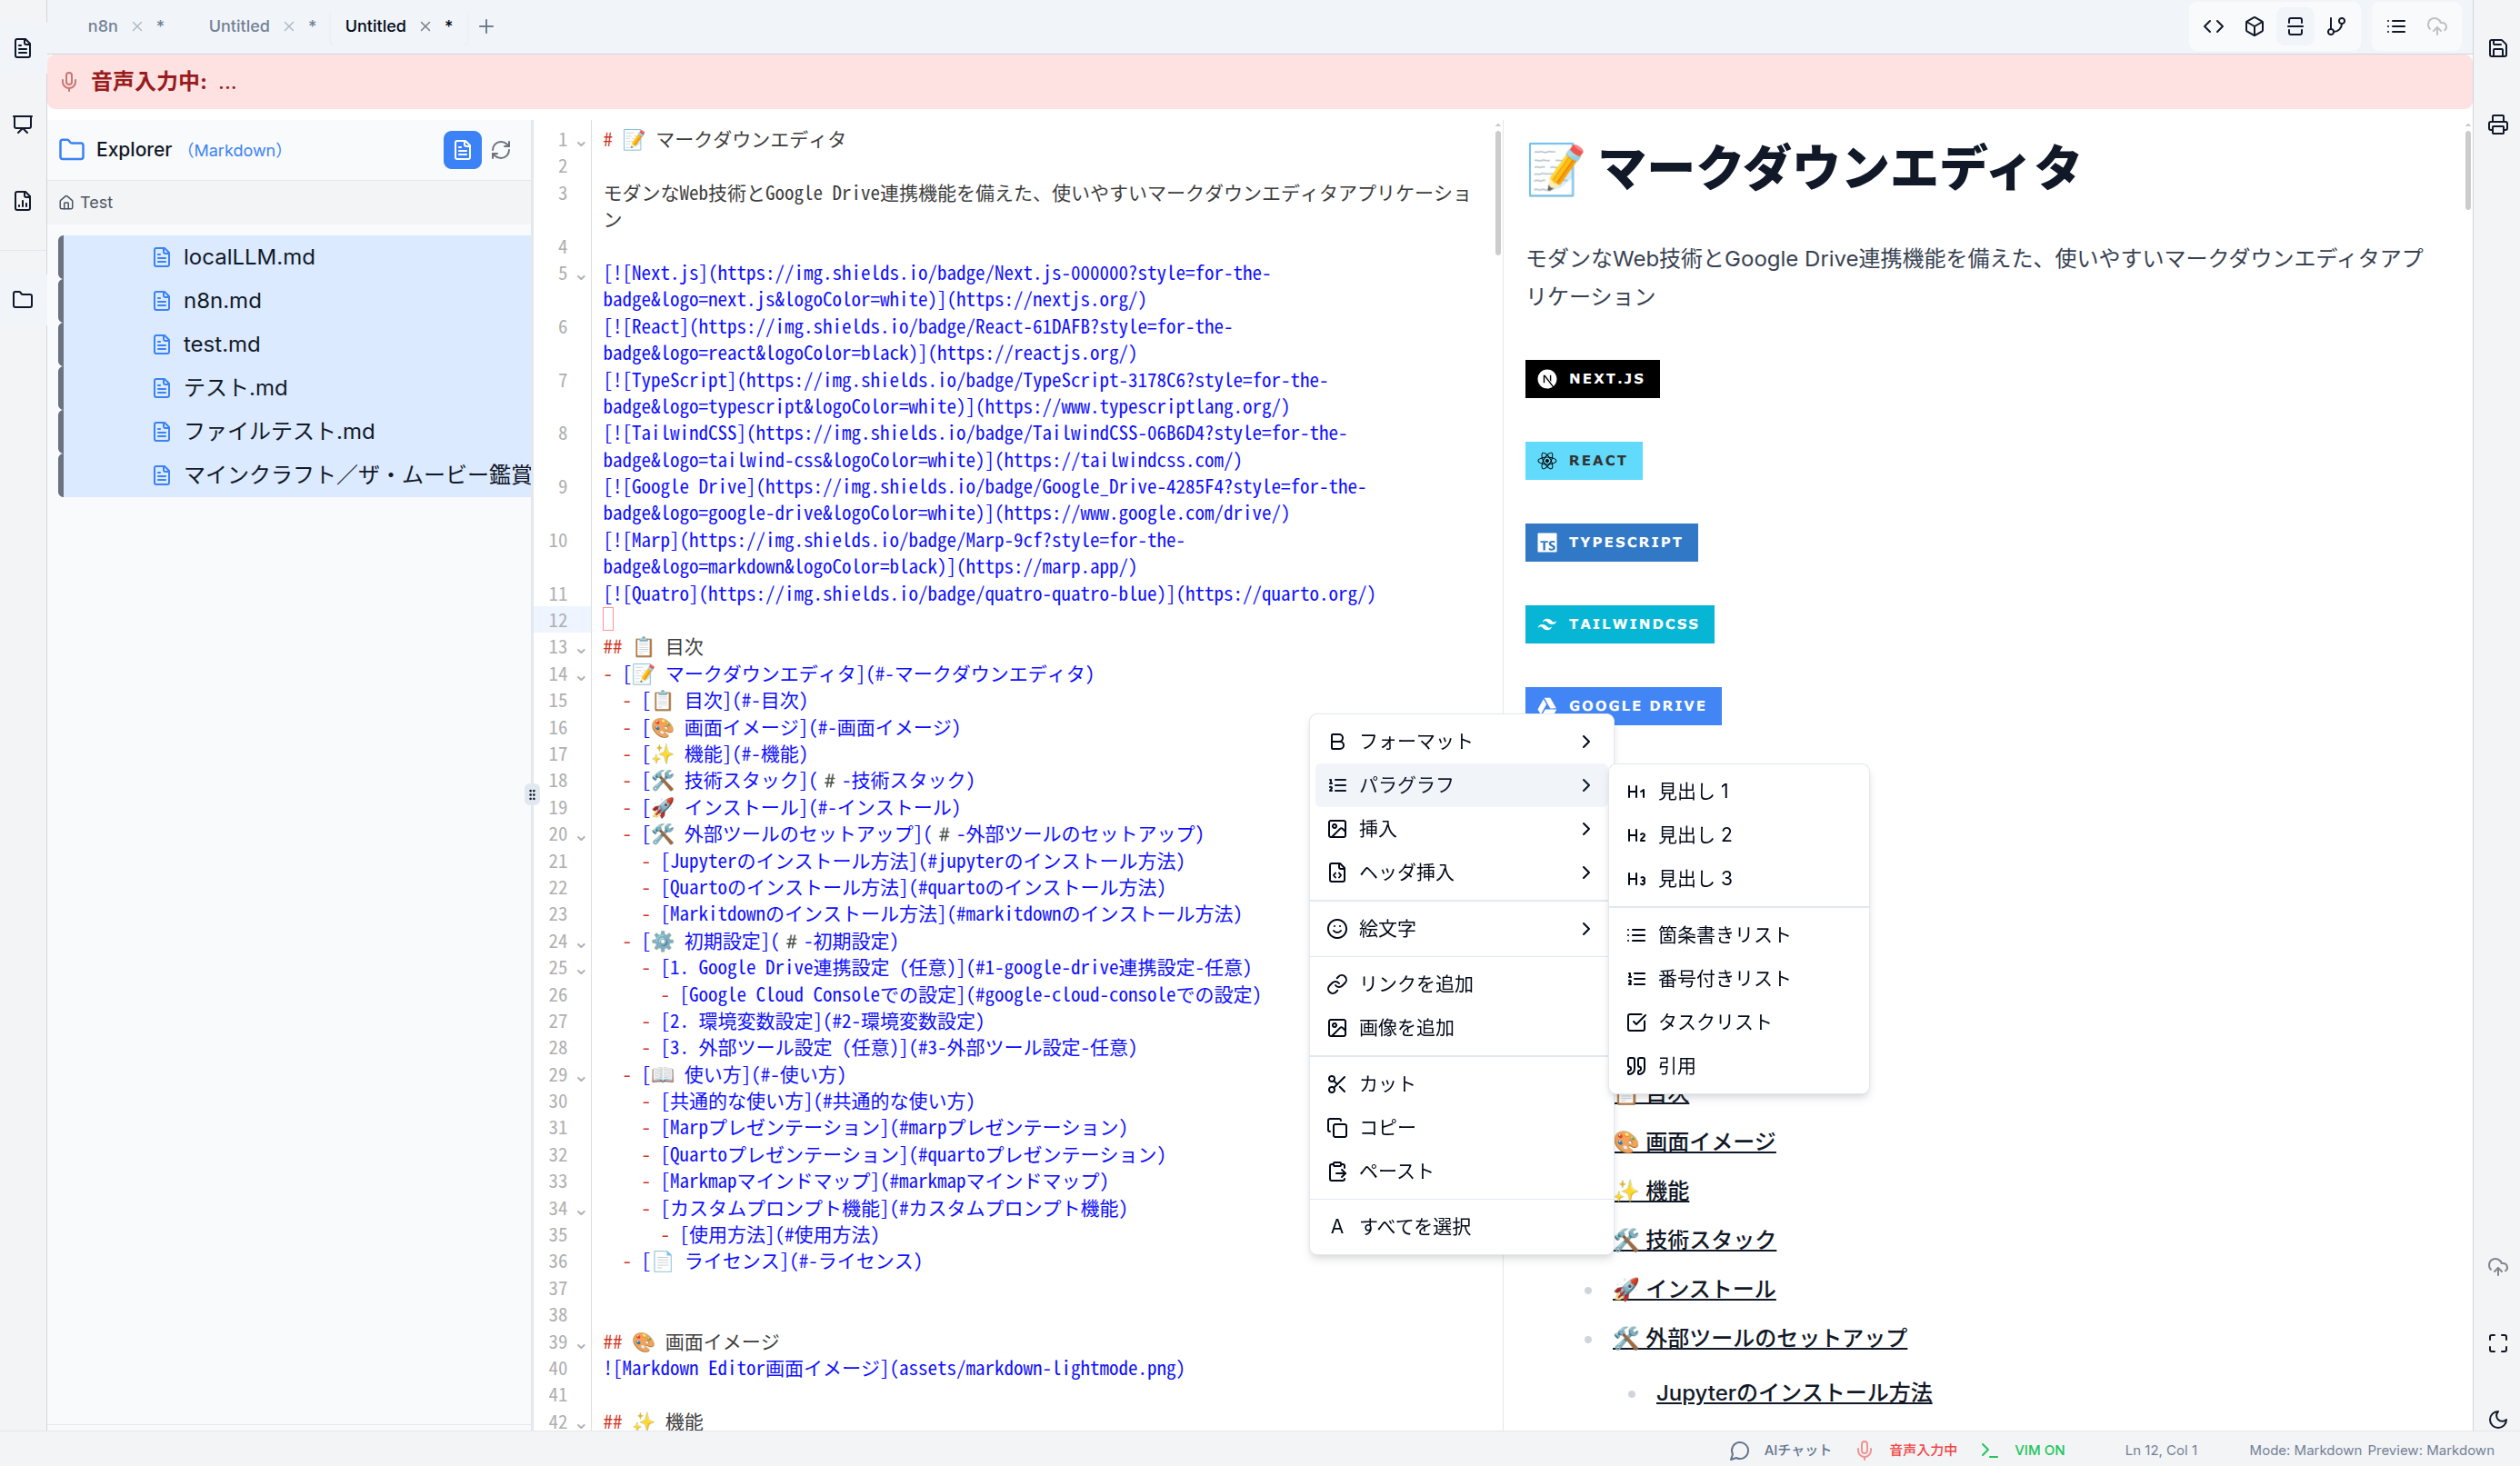 n8n × *
Untitled × *
Untitled × *
音声入力中: ...
Explorer (Markdown)
Test
localLLM.md
n8n.md
test.md
テスト.md
ファイルテスト.md
マインクラフト／ザ・ムービー鑑賞
1 # 📝 マークダウンエディタ
2
3 モダンなWeb技術とGoogle Drive連携機能を備えた、使いやすいマークダウンエディタアプリケーショ
ン
4
5 [![Next.js](https://img.shields.io/badge/Next.js-000000?style=for-the-
badge&logo=next.js&logoColor=white)](https://nextjs.org/)
6 [![React](https://img.shields.io/badge/React-61DAFB?style=for-the-
badge&logo=react&logoColor=black)](https://reactjs.org/)
7 [![TypeScript](https://img.shields.io/badge/TypeScript-3178C6?style=for-the-
badge&logo=typescript&logoColor=white)](https://www.typescriptlang.org/)
8 [![TailwindCSS](https://img.shields.io/badge/TailwindCSS-06B6D4?style=for-the-
badge&logo=tailwind-css&logoColor=white)](https://tailwindcss.com/)
9 [![Google Drive](https://img.shields.io/badge/Google_Drive-4285F4?style=for-the-
badge&logo=google-drive&logoColor=white)](https://www.google.com/drive/)
10 [![Marp](https://img.shields.io/badge/Marp-9cf?style=for-the-
badge&logo=markdown&logoColor=black)](https://marp.app/)
11 [![Quatro](https://img.shields.io/badge/quatro-quatro-blue)](https://quarto.org/)
12
13 ## 📋 目次
14 - [📝 マークダウンエディタ](#-マークダウンエディタ)
15 - [📋 目次](#-目次)
16 - [🎨 画面イメージ](#-画面イメージ)
17 - [✨ 機能](#-機能)
18 - [🛠️ 技術スタック](#️-技術スタック)
19 - [🚀 インストール](#-インストール)
20 - [🛠️ 外部ツールのセットアップ](#️-外部ツールのセットアップ)
21 - [Jupyterのインストール方法](#jupyterのインストール方法)
22 - [Quartoのインストール方法](#quartoのインストール方法)
23 - [Markitdownのインストール方法](#markitdownのインストール方法)
24 - [⚙️ 初期設定](#️-初期設定)
25 - [1. Google Drive連携設定（任意）](#1-google-drive連携設定-任意)
26 - [Google Cloud Consoleでの設定](#google-cloud-consoleでの設定)
27 - [2. 環境変数設定](#2-環境変数設定)
28 - [3. 外部ツール設定（任意）](#3-外部ツール設定-任意)
29 - [📖 使い方](#-使い方)
30 - [共通的な使い方](#共通的な使い方)
31 - [Marpプレゼンテーション](#marpプレゼンテーション)
32 - [Quartoプレゼンテーション](#quartoプレゼンテーション)
33 - [Markmapマインドマップ](#markmapマインドマップ)
34 - [カスタムプロンプト機能](#カスタムプロンプト機能)
35 - [使用方法](#使用方法)
36 - [📄 ライセンス](#-ライセンス)
37
38
39 ## 🎨 画面イメージ
40 ![Markdown Editor画面イメージ](assets/markdown-lightmode.png)
41
42 ## ✨ 機能
フォーマット
パラグラフ
挿入
ヘッダ挿入
絵文字
リンクを追加
画像を追加
カット
コピー
ペースト
A すべてを選択
H1 見出し 1
H2 見出し 2
H3 見出し 3
箇条書きリスト
番号付きリスト
タスクリスト
引用
📝 マークダウンエディタ
モダンなWeb技術とGoogle Drive連携機能を備えた、使いやすいマークダウンエディタアプ
リケーション
NEXT.JS
REACT
TS TYPESCRIPT
TAILWINDCSS
GOOGLE DRIVE
📋 目次
🎨 画面イメージ
✨ 機能
🛠️ 技術スタック
🚀 インストール
🛠️ 外部ツールのセットアップ
Jupyterのインストール方法
AIチャット 音声入力中 VIM ON Ln 12, Col 1 Mode: Markdown Preview: Markdown